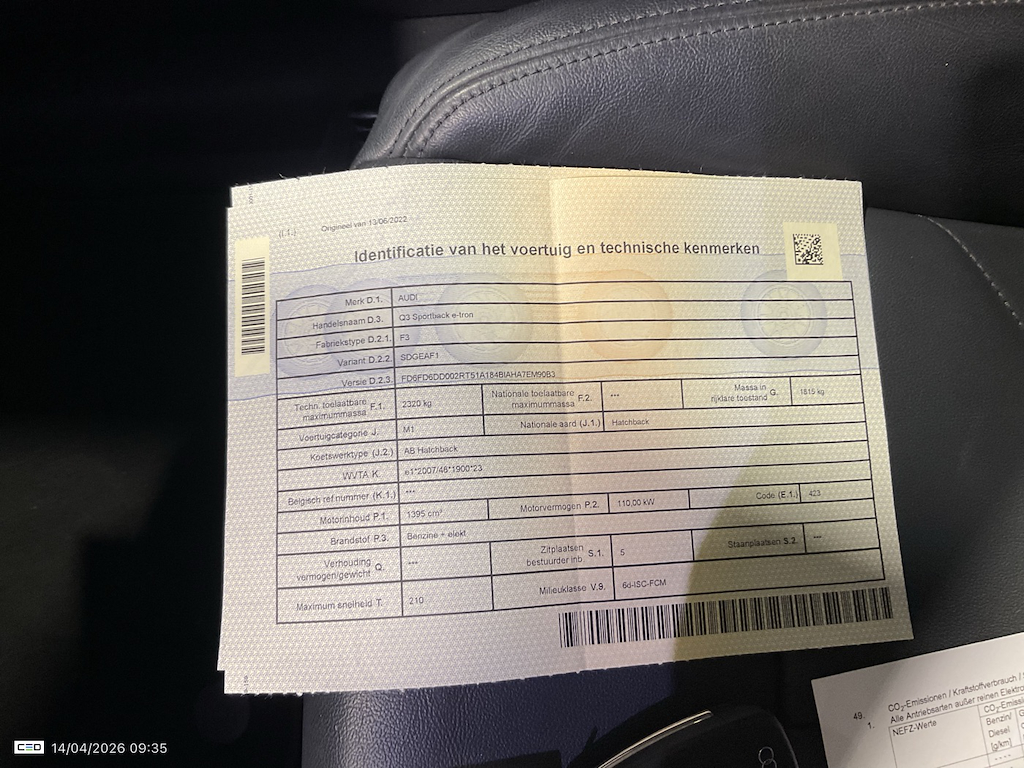 (I.1.) Origineel van 13/06/2022
Identificatie van het voertuig en technische kenmerken
Merk D.1. AUDI
Handelsnaam D.3. Q3 Sportback e-tron
Fabriekstype D.2.1. F3
Variant D.2.2. SDGEAF1
Versie D.2.3. FD6FD6DD002RT51A184BIAHA7EM90B3
Techn. toelaatbare maximummassa F.1. 2320 kg Nationale toelaatbare maximummassa F.2. *** Massa in rijklare toestand G. 1815 kg
Voertuigcategorie J. M1 Nationale aard (J.1.) Hatchback
Koetswerktype (J.2.) AB Hatchback
WVTA K. e1*2007/46*1900*23
Belgisch ref nummer (K.1.) ***
Motorinhoud P.1. 1395 cm³ Motorvermogen P.2. 110,00 kW Code (E.1.) 423
Brandstof P.3. Benzine + elekt
Verhouding vermogen/gewicht Q. *** Zitplaatsen bestuurder inb. S.1. 5 Staanplaatsen S.2. ***
Maximum snelheid T. 210 Milieuklasse V.9. 6d-ISC-FCM
49. CO₂-Emissionen / Kraftstoffverbrauch /
1. Alle Antriebsarten außer reinen Elektro
NEFZ-Werte
Benzin/
Diesel
[g/km]
CEO 14/04/2026 09:35